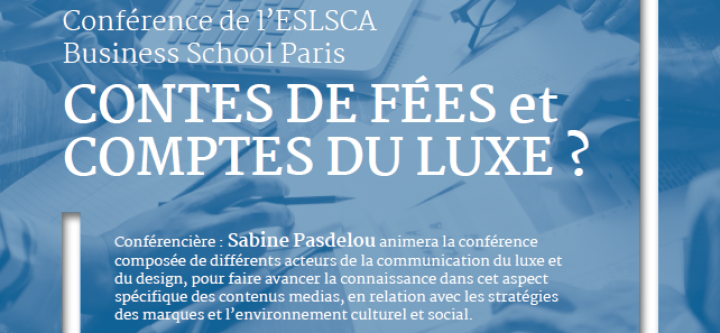 Conférence de l'ESLSCA
Business School Paris
CONTES DE FÉES et
COMPTES DU LUXE ?
Conférencière : Sabine Pasdelou animera la conférence
composée de différents acteurs de la communication du luxe et
du design, pour faire avancer la connaissance dans cet aspect
spécifique des contenus medias, en relation avec les stratégies
des marques et l'environnement culturel et social.